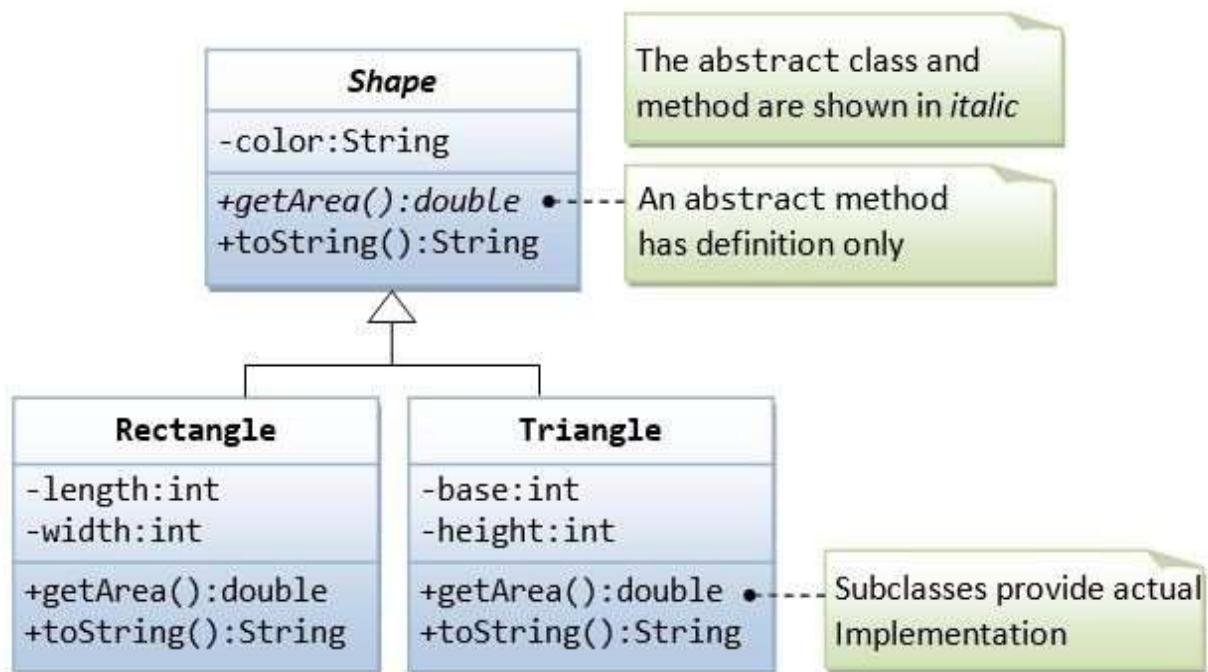 Shape
-color:String
+getArea():double
+toString():String
The abstract class and
method are shown in italic
An abstract method
has definition only
Rectangle
-length:int
-width:int
+getArea():double
+toString():String
Triangle
-base:int
-height:int
+getArea():double
+toString():String
Subclasses provide actual
Implementation